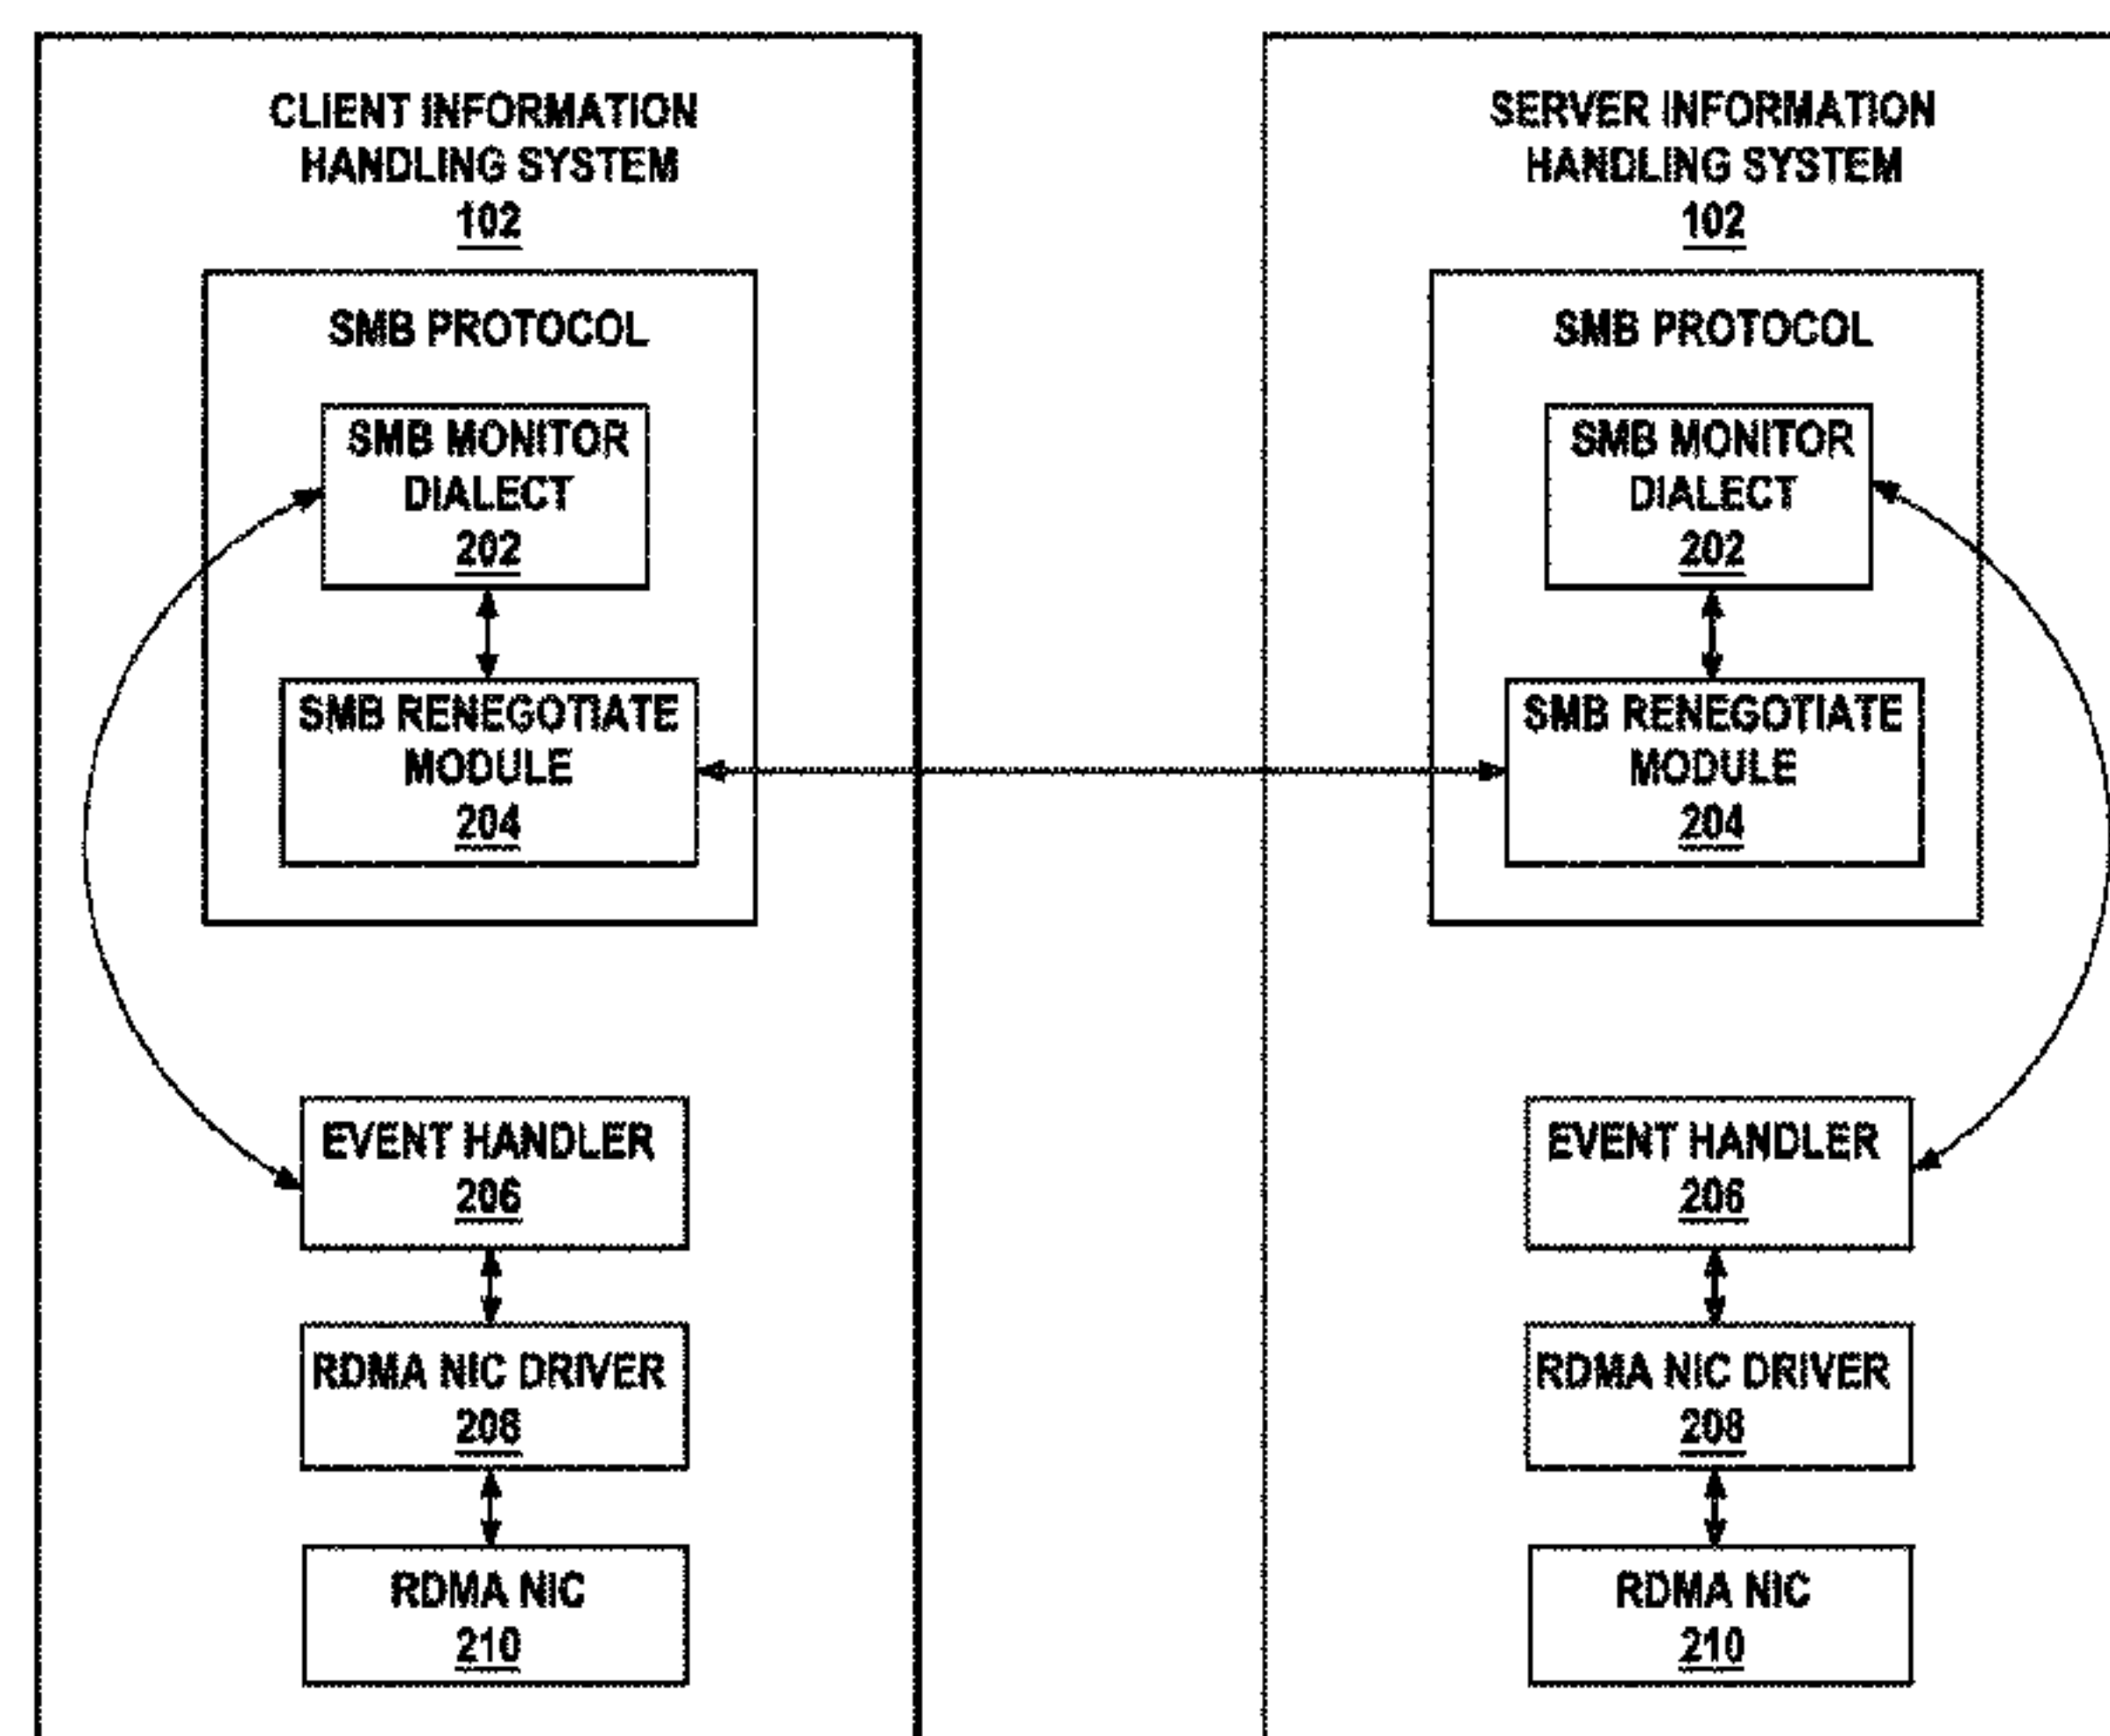 CLIENT INFORMATION
HANDLING SYSTEM
102
SMB PROTOCOL
SMB MONITOR
DIALECT
202
SMB RENEGOTIATE
MODULE
204
EVENT HANDLER
206
RDMA NIC DRIVER
208
RDMA NIC
210
SERVER INFORMATION
HANDLING SYSTEM
102
SMB PROTOCOL
SMB MONITOR
DIALECT
202
SMB RENEGOTIATE
MODULE
204
EVENT HANDLER
206
RDMA NIC DRIVER
208
RDMA NIC
210